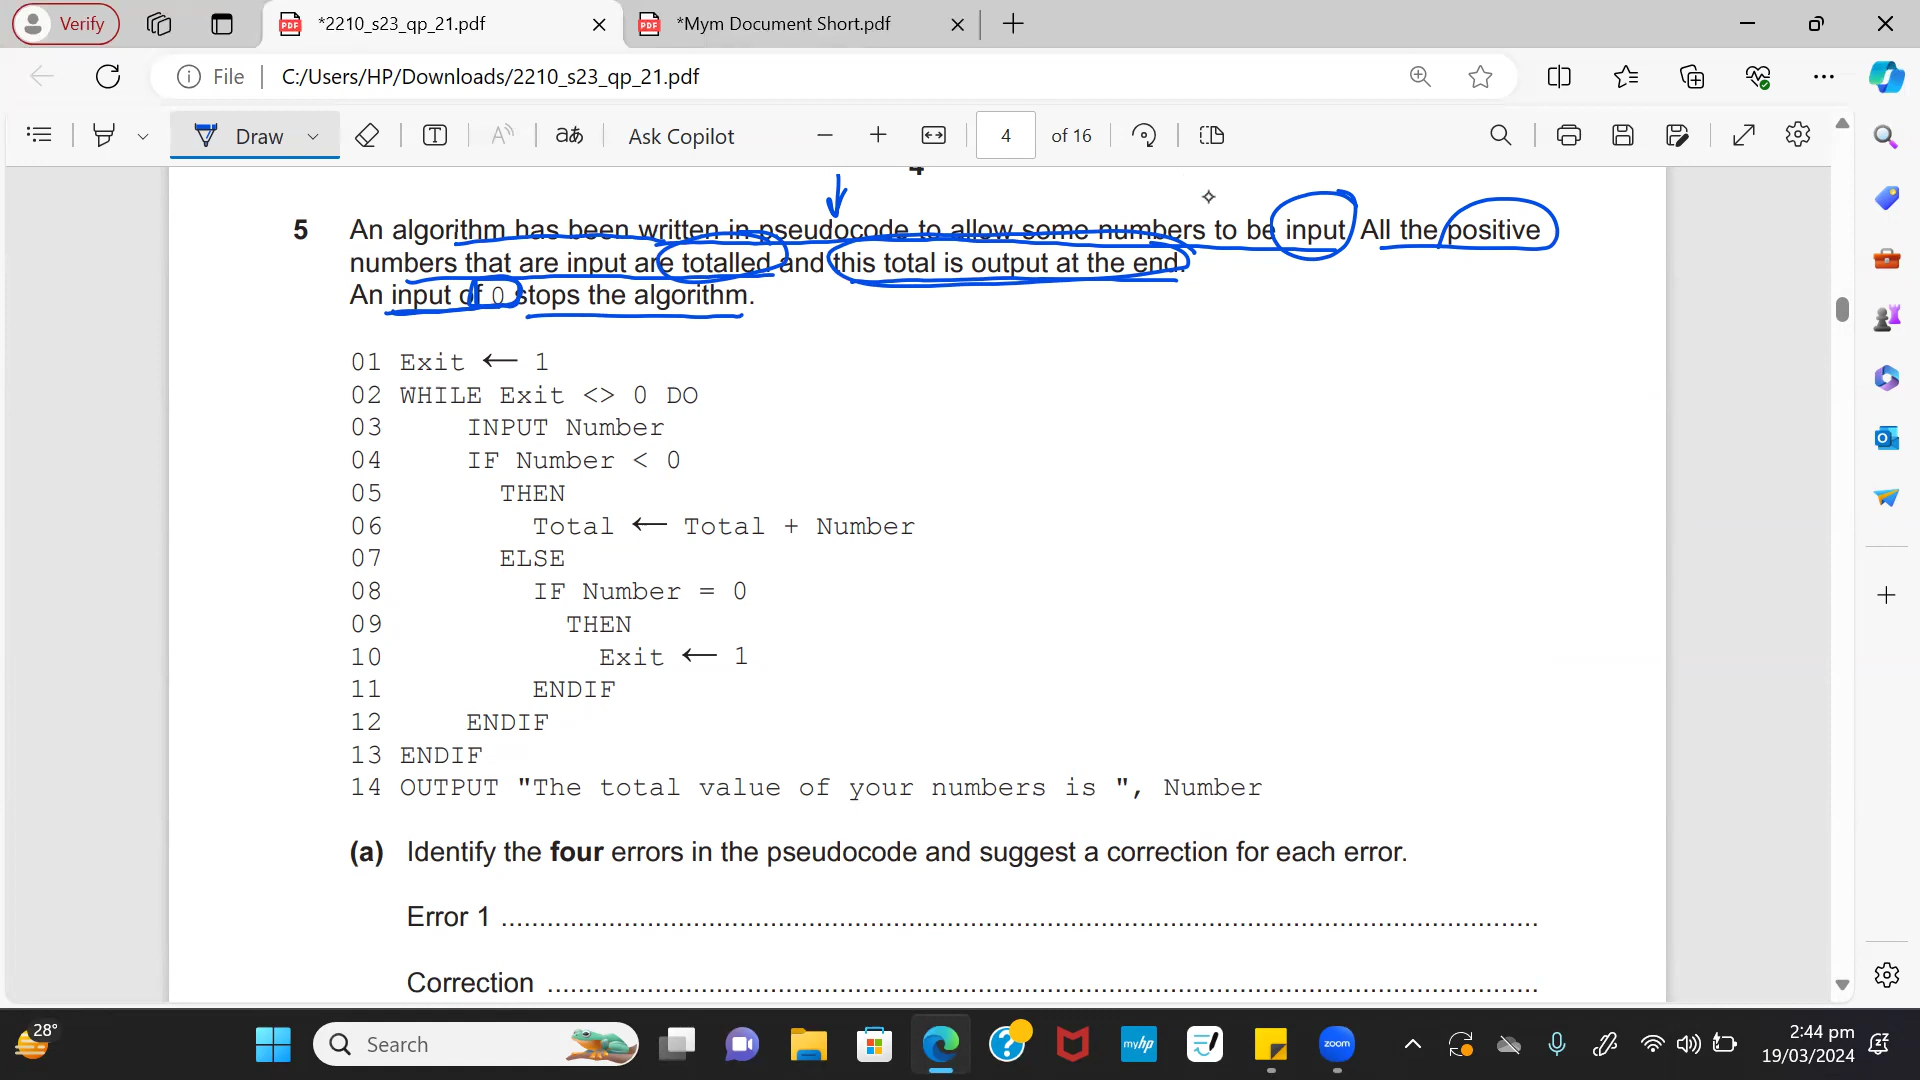 Verify
*2210_s23_qp_21.pdf
*Mym Document Short.pdf
File
C:/Users/HP/Downloads/2210_s23_qp_21.pdf
Draw
Ask Copilot
4
of 16
4
5 An algorithm has been written in pseudocode to allow some numbers to be input. All the positive
numbers that are input are totalled and this total is output at the end.
An input of 0 stops the algorithm.
01 Exit ← 1
02 WHILE Exit <> 0 DO
03 INPUT Number
04 IF Number < 0
05 THEN
06 Total ← Total + Number
07 ELSE
08 IF Number = 0
09 THEN
10 Exit ← 1
11 ENDIF
12 ENDIF
13 ENDIF
14 OUTPUT "The total value of your numbers is ", Number
(a) Identify the four errors in the pseudocode and suggest a correction for each error.
Error 1 ........................................................................
Correction ........................................................................
28°
Search
myhp
zoom
2:44 pm
19/03/2024